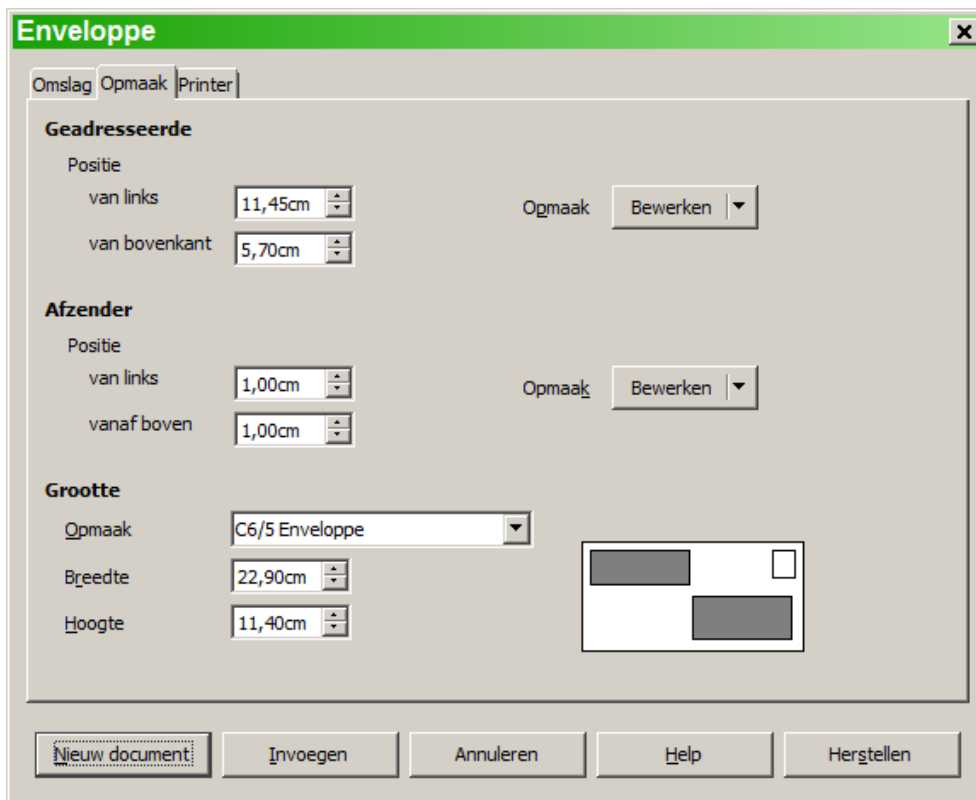 Enveloppe
Omslag Opmaak Printer
Geadresseerde
Positie
van links 11,45cm Opmaak Bewerken
van bovenkant 5,70cm
Afzender
Positie
van links 1,00cm Opmaak Bewerken
vanaf boven 1,00cm
Grootte
Opmaak C6/5 Enveloppe
Breedte 22,90cm
Hoogte 11,40cm
Nieuw document Invoegen Annuleren Help Herstellen